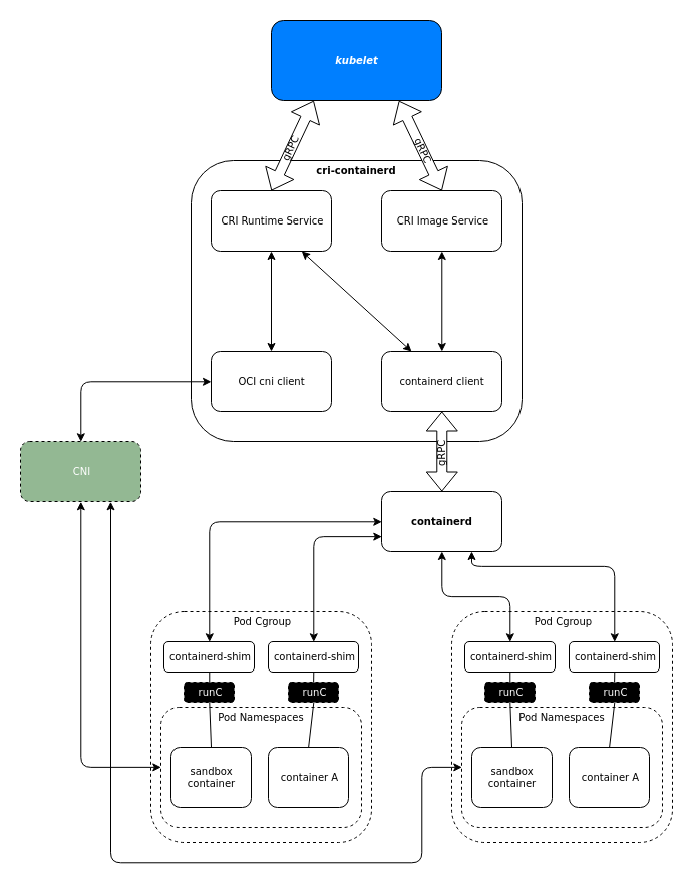 kubelet
gRPC
gRPC
cri-containerd
CRI Runtime Service
CRI Image Service
OCI cni client
containerd client
CNI
gRPC
containerd
Pod Cgroup
Pod Cgroup
containerd-shim
containerd-shim
containerd-shim
containerd-shim
runC
runC
runC
runC
Pod Namespaces
Pod Namespaces
sandbox
container
container A
sandbox
container
container A